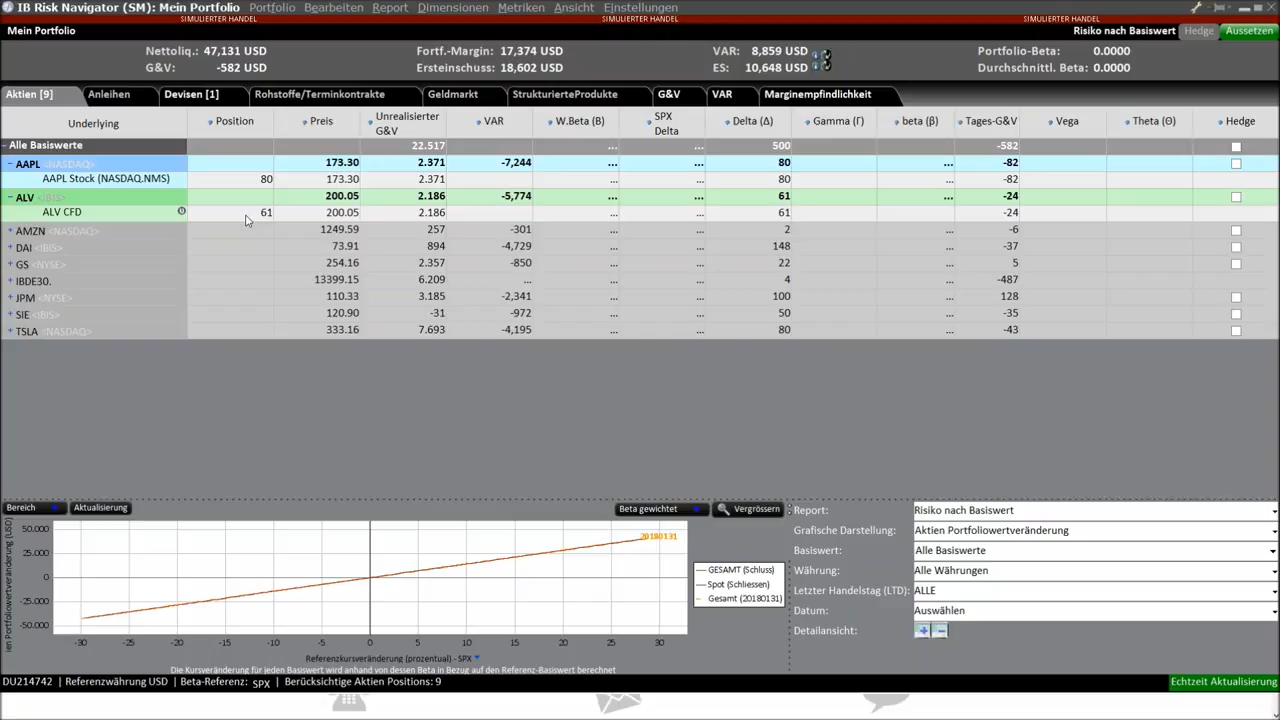 IB Risk Navigator (SM): Mein Portfolio Portfolio Bearbeiten Report Dimensionen Metriken Ansicht Einstellungen
SIMULIERTER HANDEL SIMULIERTER HANDEL SIMULIERTER HANDEL
Mein Portfolio Risiko nach Basiswert Hedge Aussetzen
Nettoliq.: 47,131 USD Fortf.-Margin: 17,374 USD VAR: 8,859 USD Portfolio-Beta: 0.0000
G&V: -582 USD Ersteinschuss: 18,602 USD ES: 10,648 USD Durchschnittl. Beta: 0.0000
Aktien [9] Anleihen Devisen [1] Rohstoffe/Terminkontrakte Geldmarkt StrukturierteProdukte G&V VAR Marginempfindlichkeit
Underlying Position Preis Unrealisierter G&V VAR W.Beta (B) SPX Delta Delta (Δ) Gamma (Γ) beta (β) Tages-G&V Vega Theta (Θ) Hedge
- Alle Basiswerte 22.517 ... ... 500 ... -582
- AAPL <NASDAQ> 173.30 2.371 -7,244 ... ... 80 ... -82
AAPL Stock (NASDAQ.NMS) 80 173.30 2.371 ... ... 80 -82
- ALV <IBIS> 200.05 2.186 -5,774 ... ... 61 ... -24
ALV CFD 61 200.05 2.186 ... ... 61 -24
+ AMZN <NASDAQ> 1249.59 257 -301 ... ... 2 ... -6
+ DAI <IBIS> 73.91 894 -4,729 ... ... 148 ... -37
+ GS <NYSE> 254.16 2.357 -850 ... ... 22 ... 5
+ IBDE30. 13399.15 6.209 ... ... ... 4 ... -487
+ JPM <NYSE> 110.33 3.185 -2,341 ... ... 100 ... 128
+ SIE <IBIS> 120.90 -31 -972 ... ... 50 ... -35
+ TSLA <NASDAQ> 333.16 7.693 -4,195 ... ... 80 ... -43
Bereich Aktualisierung Beta gewichtet Vergrössern
Report: Risiko nach Basiswert
Grafische Darstellung: Aktien Portfoliowertveränderung
Basiswert: Alle Basiswerte
Währung: Alle Währungen
Letzter Handelstag (LTD): ALLE
Datum: Auswählen
Detailansicht: + -
ien Portfoliowertveränderung (USD)
50.000
25.000
0
-25.000
-50.000
20180131
GESAMT (Schluss)
Spot (Schliessen)
Gesamt (20180131)
-30 -25 -20 -15 -10 -5 0 5 10 15 20 25 30
Referenzkursveränderung (prozentual) - SPX
Die Kursveränderung für jeden Basiswert wird anhand von dessen Beta in Bezug auf den Referenz-Basiswert berechnet
DU214742 | Referenzwährung USD | Beta-Referenz: SPX | Berücksichtige Aktien Positions: 9 Echtzeit Aktualisierung